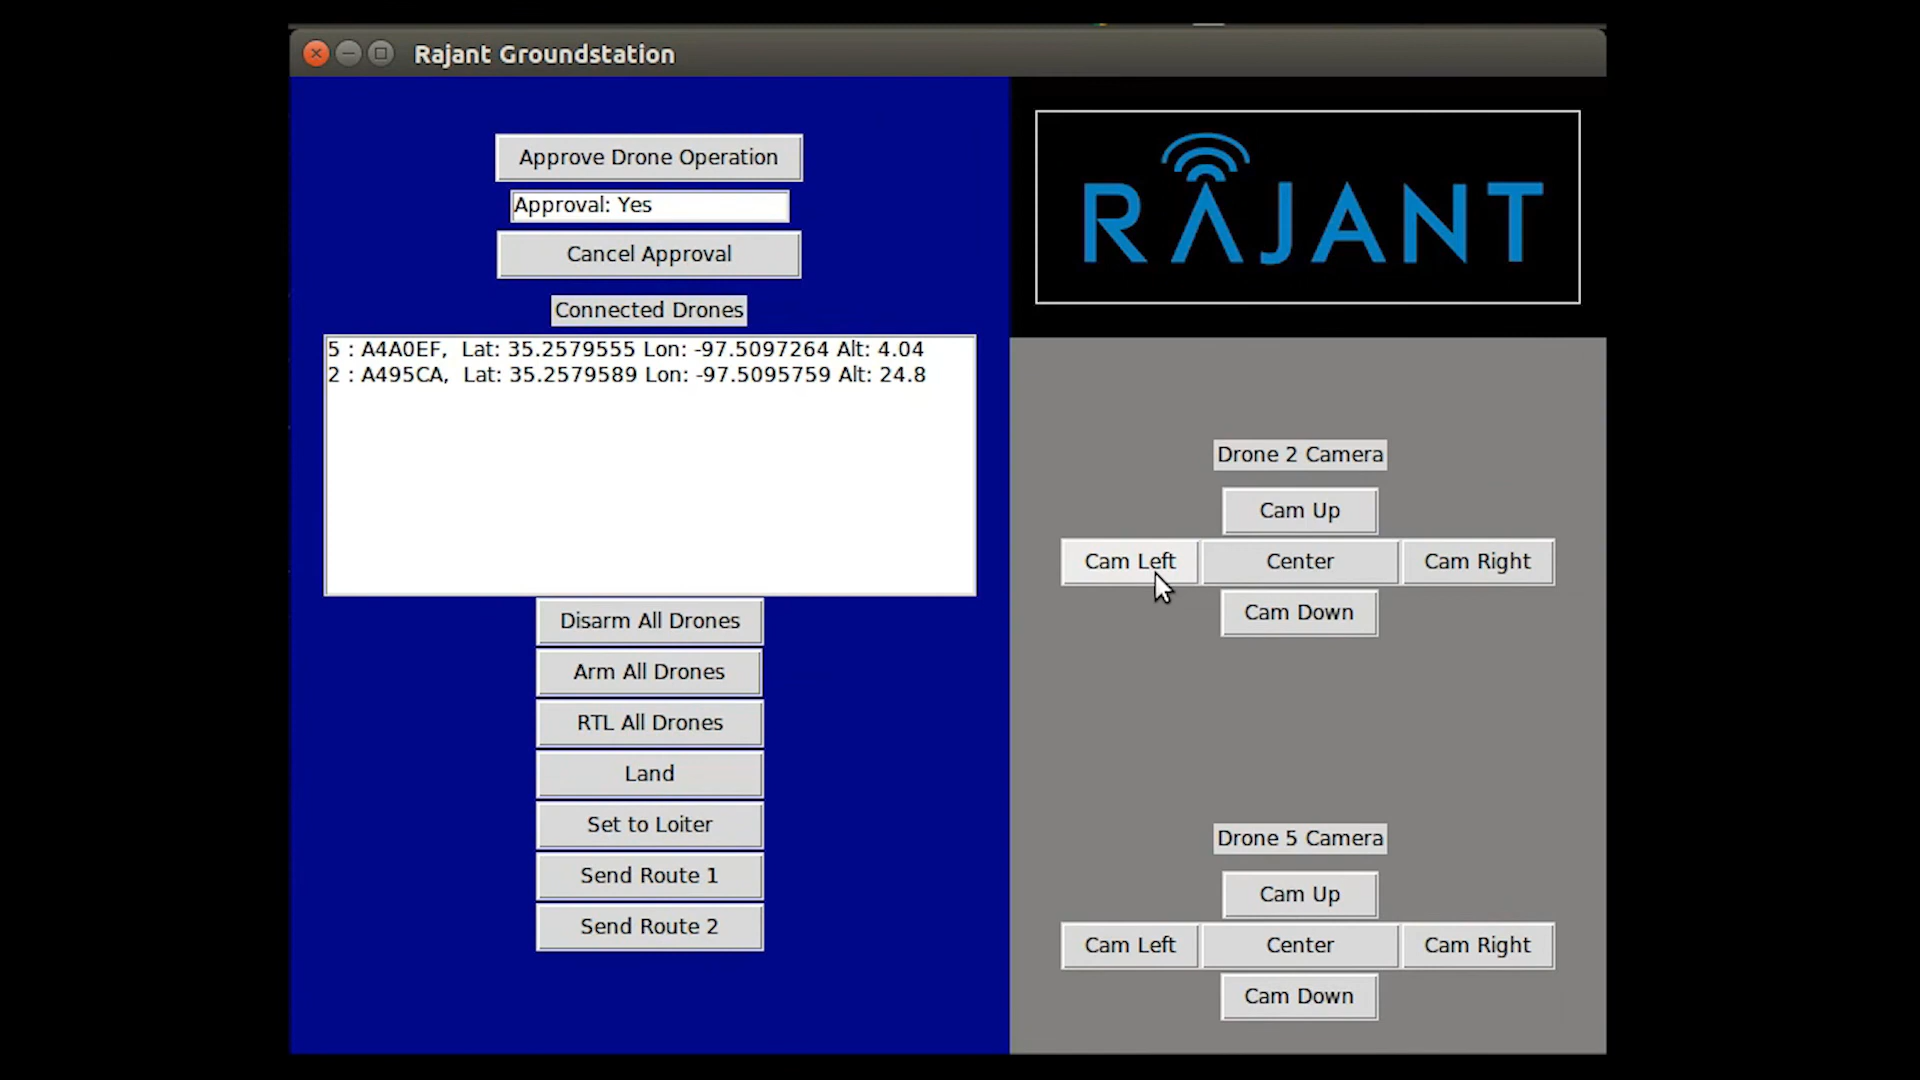 Rajant Groundstation
Approve Drone Operation
Approval: Yes
Cancel Approval
Connected Drones
5 : A4A0EF,  Lat: 35.2579555 Lon: -97.5097264 Alt: 4.04
2 : A495CA,  Lat: 35.2579589 Lon: -97.5095759 Alt: 24.8
Disarm All Drones
Arm All Drones
RTL All Drones
Land
Set to Loiter
Send Route 1
Send Route 2
RAJANT
Drone 2 Camera
Cam Up
Cam Left Center Cam Right
Cam Down
Drone 5 Camera
Cam Up
Cam Left Center Cam Right
Cam Down